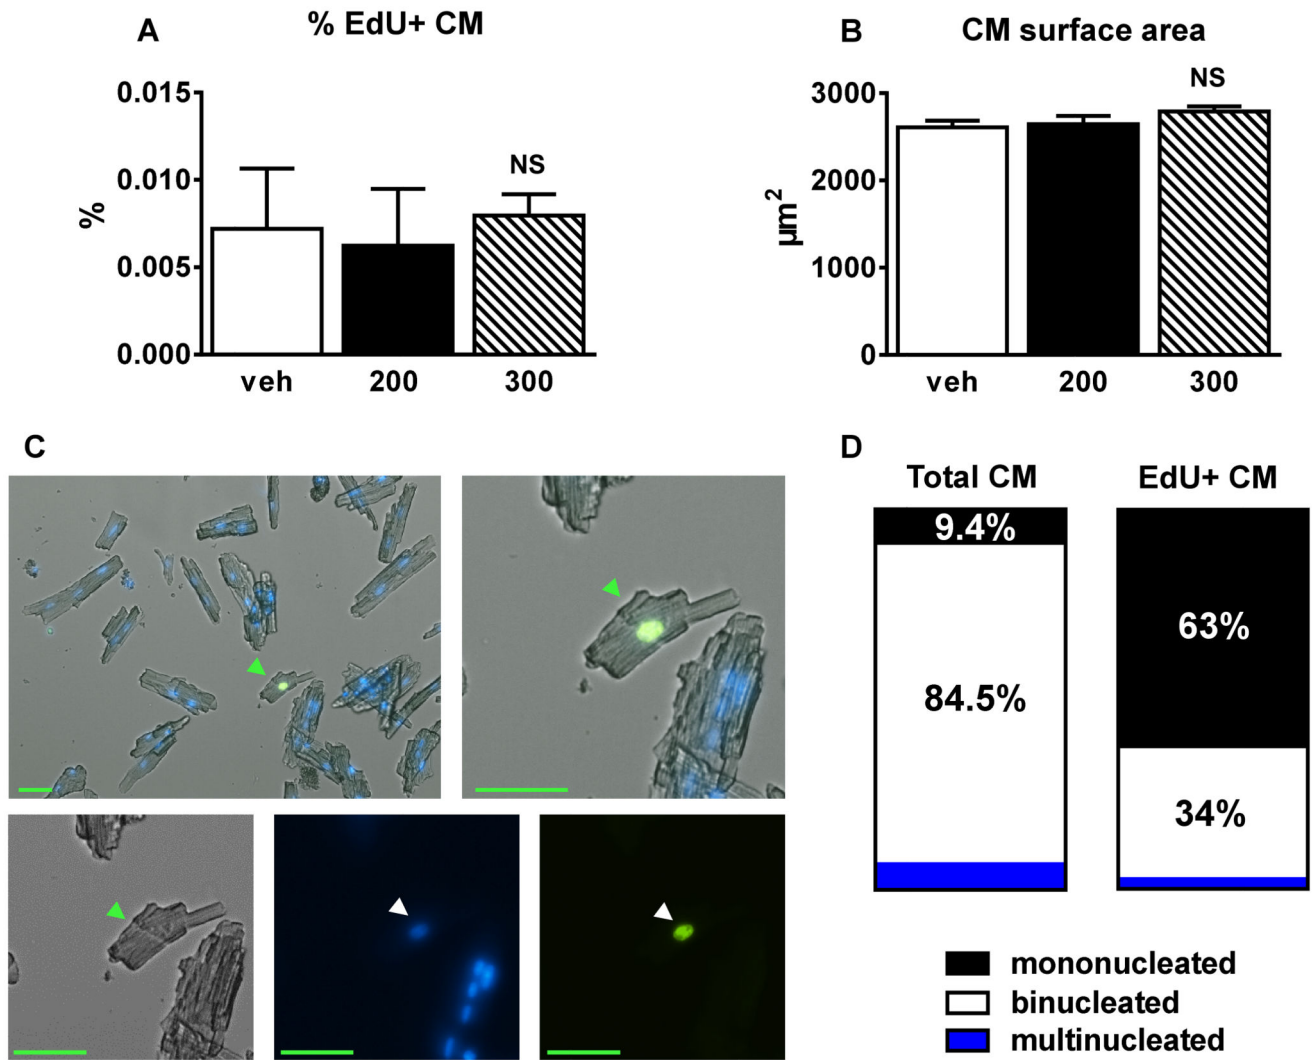 A
% EdU+ CM
%
0.015
0.010
0.005
0.000
NS
veh 200 300
B
CM surface area
µm2
3000
2000
1000
0
NS
veh 200 300
C
D
Total CM
EdU+ CM
9.4%
84.5%
63%
34%
mononucleated
binucleated
multinucleated